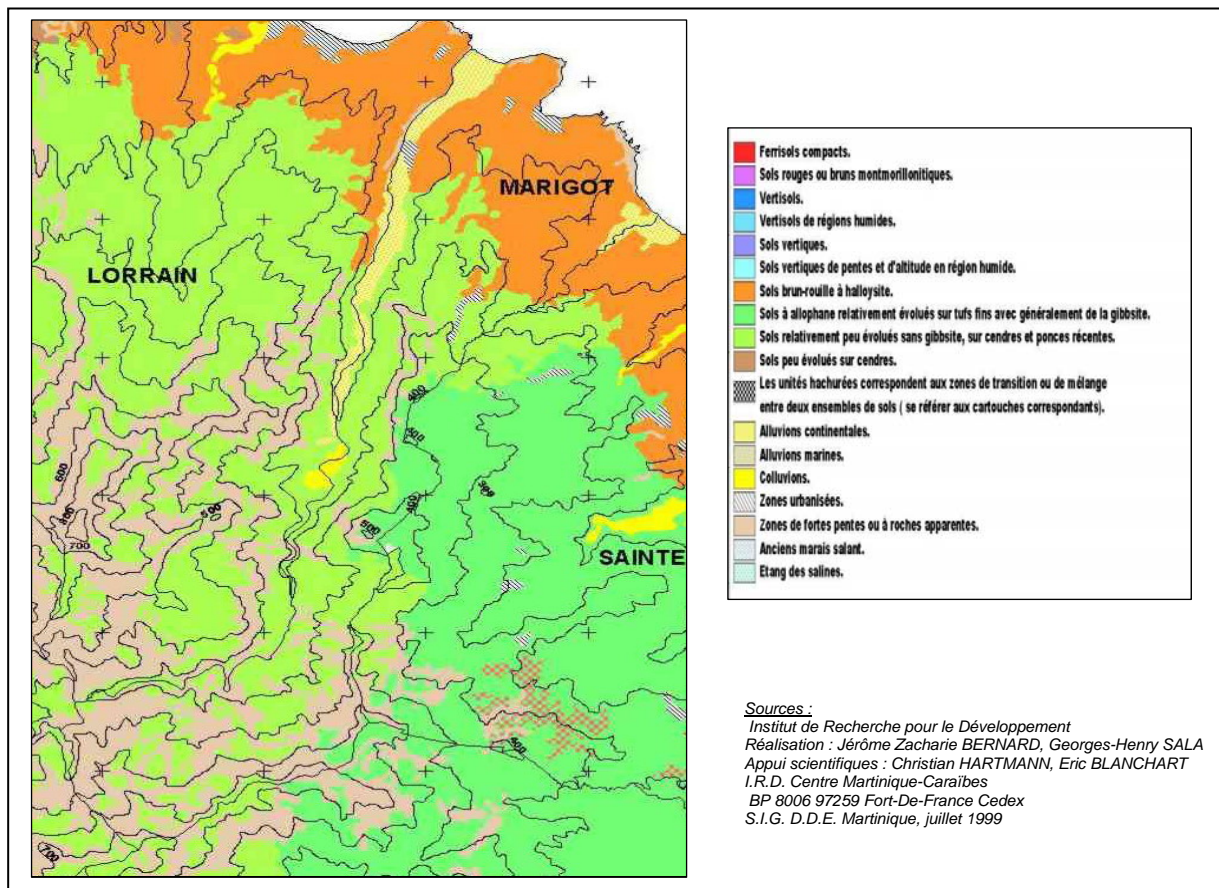 MARIGOT
LORRAIN
400
500
300
600
500
400
500
700
SAINTE
400
700
Ferrisols compacts.
Sols rouges ou bruns montmorillonitiques.
Vertisols.
Vertisols de régions humides.
Sols vertiques.
Sols vertiques de pentes et d'altitude en région humide.
Sols brun-rouille à halloysite.
Sols à allophane relativement évolués sur tufs fins avec généralement de la gibbsite.
Sols relativement peu évolués sans gibbsite, sur cendres et ponces récentes.
Sols peu évolués sur cendres.
Les unités hachurées correspondent aux zones de transition ou de mélange
entre deux ensembles de sols ( se référer aux cartouches correspondants).
Alluvions continentales.
Alluvions marines.
Colluvions.
Zones urbanisées.
Zones de fortes pentes ou à roches apparentes.
Anciens marais salant.
Etang des salines.
Sources :
Institut de Recherche pour le Développement
Réalisation : Jérôme Zacharie BERNARD, Georges-Henry SALA
Appui scientifiques : Christian HARTMANN, Eric BLANCHART
I.R.D. Centre Martinique-Caraïbes
BP 8006 97259 Fort-De-France Cedex
S.I.G. D.D.E. Martinique, juillet 1999